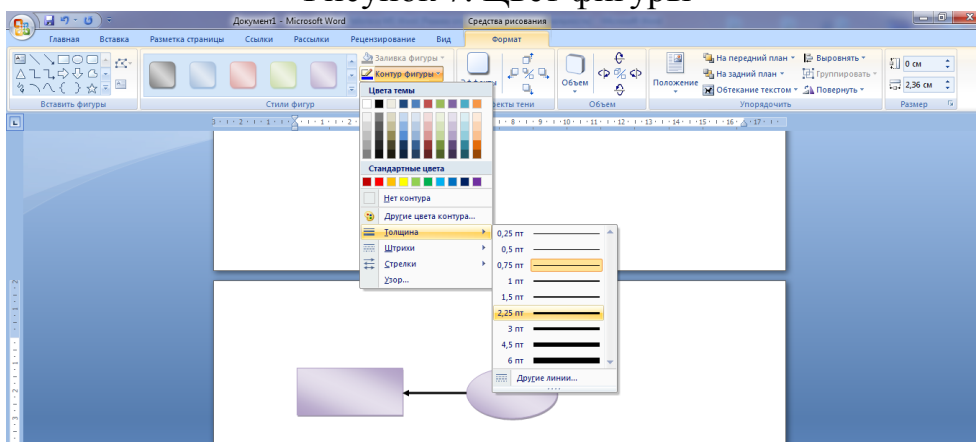 Рисунок 7. Цвет фигуры
Документ1 - Microsoft Word
Средства рисования
Главная Вставка Разметка страницы Ссылки Рассылки Рецензирование Вид Формат
Заливка фигуры
Контур фигуры
Объем
Положение
На передний план
На задний план
Обтекание текстом
Выровнять
Группировать
Повернуть
0 см
2,36 см
Вставить фигуры Стили фигур Объем Упорядочить Размер
Цвета темы
Стандартные цвета
Нет контура
Другие цвета контура...
Толщина
Штрихи
Стрелки
Узор...
0,25 пт
0,5 пт
0,75 пт
1 пт
1,5 пт
2,25 пт
3 пт
4,5 пт
6 пт
Другие линии...